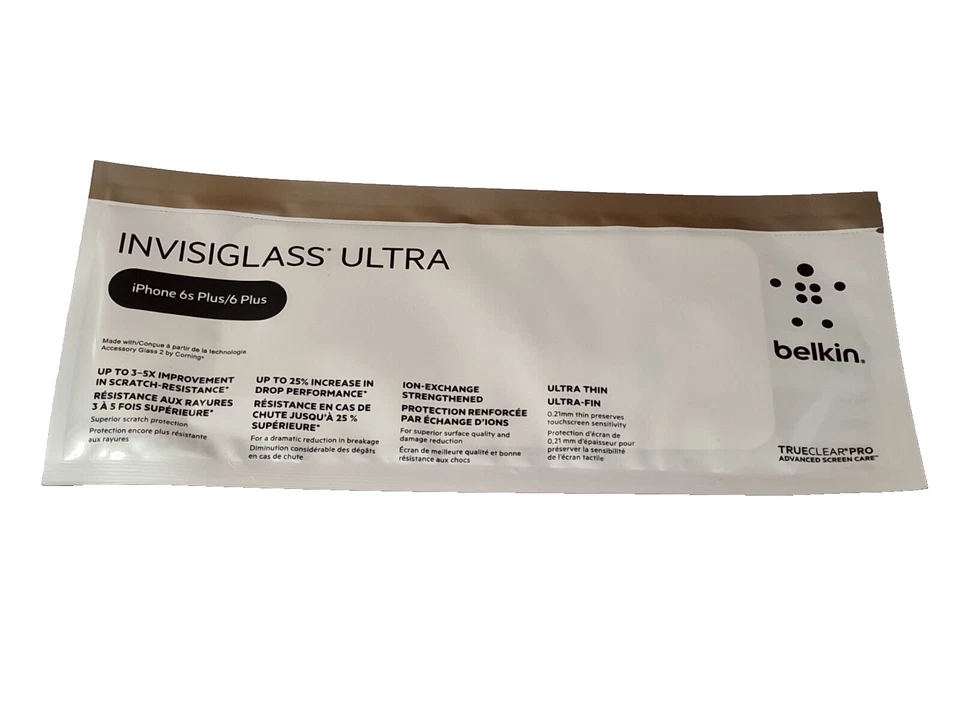 INVISIGLASS® ULTRA
iPhone 6s Plus/6 Plus
Made with/Conçue à partir de la technologie
Accessory Glass 2 by Corning®
UP TO 3–5X IMPROVEMENT
IN SCRATCH-RESISTANCE*
RÉSISTANCE AUX RAYURES
3 À 5 FOIS SUPÉRIEURE*
Superior scratch protection
Protection encore plus résistante
aux rayures
UP TO 25% INCREASE IN
DROP PERFORMANCE*
RÉSISTANCE EN CAS DE
CHUTE JUSQU'À 25 %
SUPÉRIEURE*
For a dramatic reduction in breakage
Diminution considérable des dégâts
en cas de chute
ION-EXCHANGE
STRENGTHENED
PROTECTION RENFORCÉE
PAR ÉCHANGE D'IONS
For superior surface quality and
damage reduction
Écran de meilleure qualité et bonne
résistance aux chocs
ULTRA THIN
ULTRA-FIN
0.21mm thin preserves
touchscreen sensitivity
Protection d'écran de
0,21 mm d'épaisseur pour
préserver la sensibilité
de l'écran tactile
belkin®
TRUECLEAR®PRO
ADVANCED SCREEN CARE™